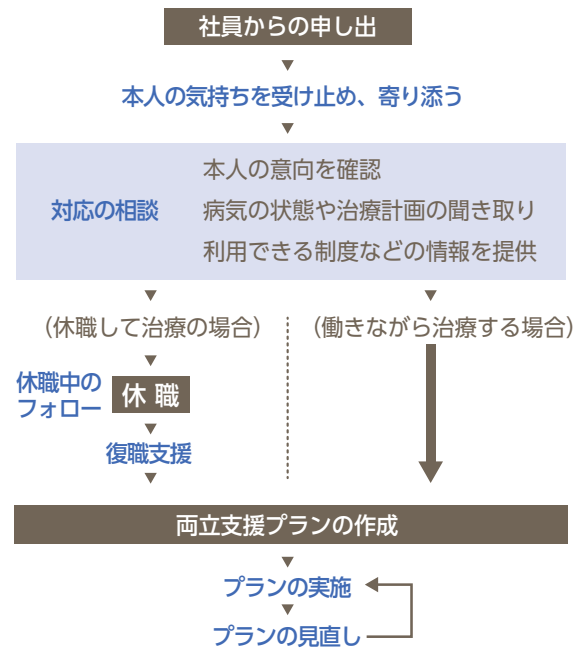 社員からの申し出
本人の気持ちを受け止め、寄り添う
対応の相談
本人の意向を確認
病気の状態や治療計画の聞き取り
利用できる制度などの情報を提供
（休職して治療の場合）
（働きながら治療する場合）
休職中の
フォロー
休 職
復職支援
両立支援プランの作成
プランの実施
プランの見直し